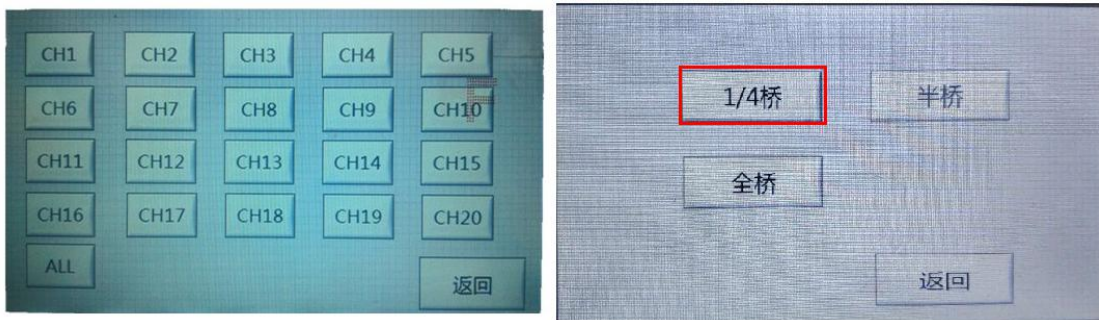 CH1 CH2 CH3 CH4 CH5
CH6 CH7 CH8 CH9 CH10
CH11 CH12 CH13 CH14 CH15
CH16 CH17 CH18 CH19 CH20
ALL
返回
1/4桥 半桥
全桥
返回